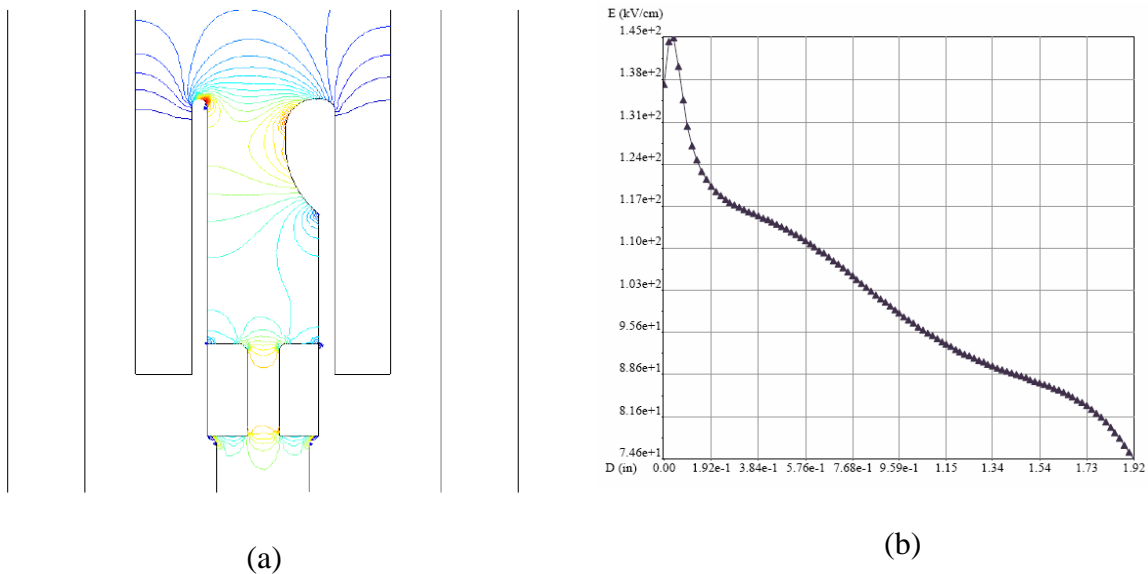 E (kV/cm)
1.45e+2
1.38e+2
1.31e+2
1.24e+2
1.17e+2
1.10e+2
1.03e+2
9.56e+1
8.86e+1
8.16e+1
7.46e+1
D (in) 0.00 1.92e-1 3.84e-1 5.76e-1 7.68e-1 9.59e-1 1.15 1.34 1.54 1.73 1.92
(a) (b)